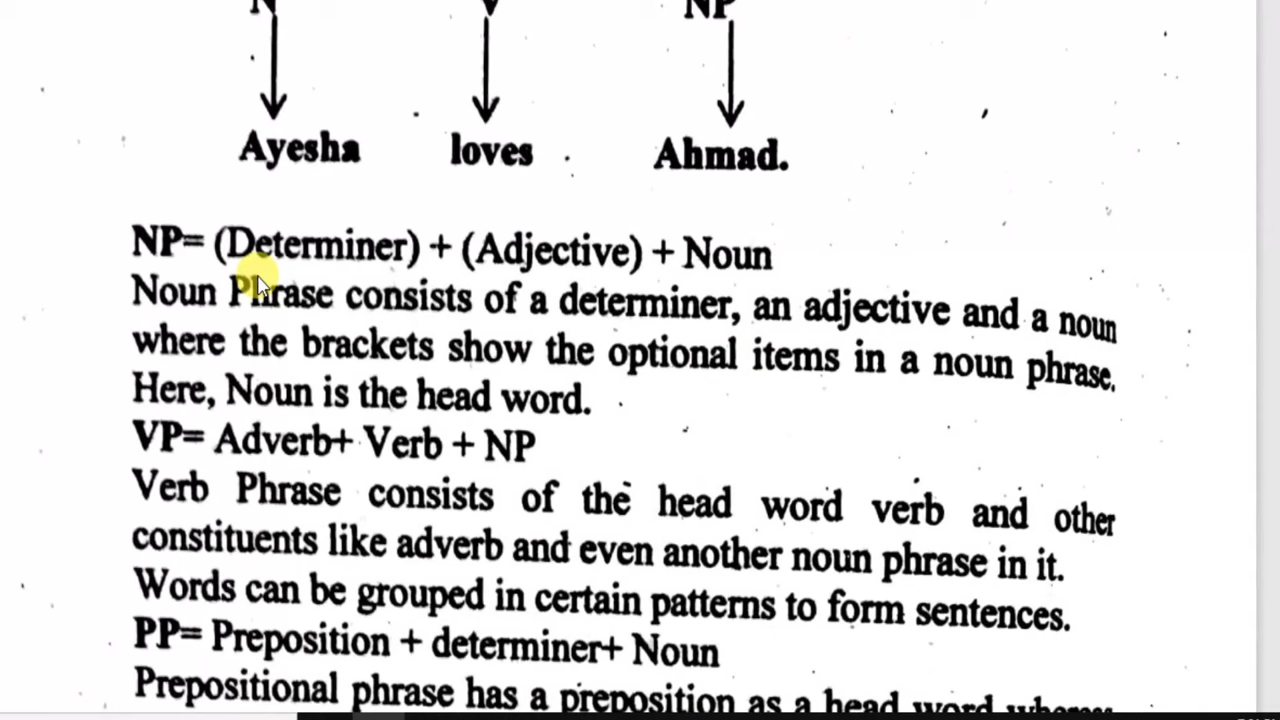 N V NP
Ayesha loves Ahmad.
NP= (Determiner) + (Adjective) + Noun
Noun Phrase consists of a determiner, an adjective and a noun
where the brackets show the optional items in a noun phrase.
Here, Noun is the head word.
VP= Adverb+ Verb + NP
Verb Phrase consists of the head word verb and other
constituents like adverb and even another noun phrase in it.
Words can be grouped in certain patterns to form sentences.
PP= Preposition + determiner+ Noun
Prepositional phrase has a preposition as a head word whereas